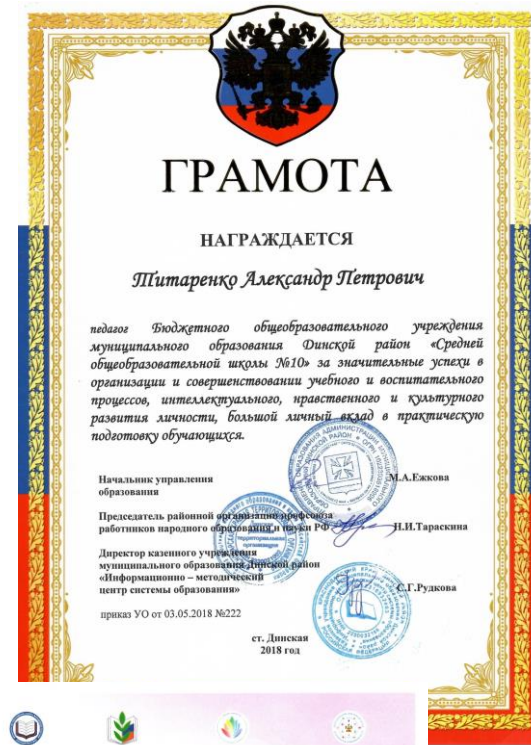 ГРАМОТА
НАГРАЖДАЕТСЯ
Титаренко Александр Петрович
педагог Бюджетного общеобразовательного учреждения
муниципального образования Динской район «Средней
общеобразовательной школы №10» за значительные успехи в
организации и совершенствовании учебного и воспитательного
процессов, интеллектуального, нравственного и культурного
развития личности, большой личный вклад в практическую
подготовку обучающихся.
Начальник управления
образования
М.А.Ежкова
Председатель районной организации профсоюза
работников народного образования и науки РФ
Н.И.Тараскина
Директор казенного учреждения
муниципального образования Динской район
«Информационно – методический
центр системы образования»
С.Г.Рудкова
приказ УО от 03.05.2018 №222
ст. Динская
2018 год